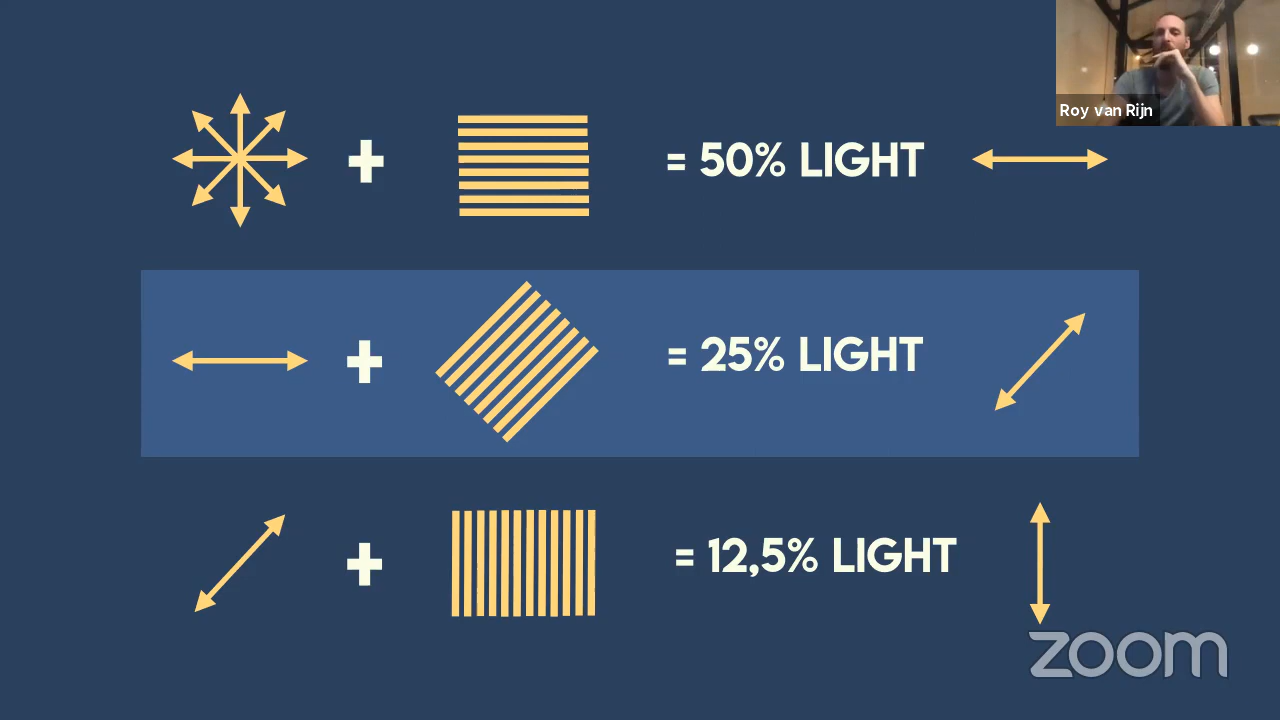 Roy van Rijn
+ = 50% LIGHT
+ = 25% LIGHT
+ = 12,5% LIGHT
zoom